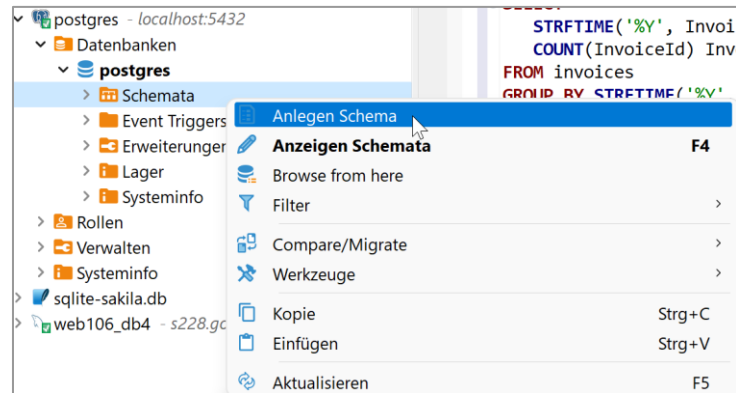 postgres - localhost:5432
Datenbanken
postgres
Schemata
Event Triggers
Erweiterunger
Lager
Systeminfo
Rollen
Verwalten
Systeminfo
sqlite-sakila.db
web106_db4 - s228.gc
STRFTIME('%Y', Invoi
COUNT(InvoiceId) Inv
FROM invoices
GROUP BY STRFTIME('%Y'
Anlegen Schema
Anzeigen Schemata F4
Browse from here
Filter
Compare/Migrate
Werkzeuge
Kopie Strg+C
Einfügen Strg+V
Aktualisieren F5